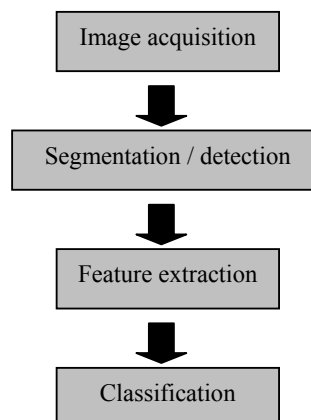 Image acquisition
Segmentation / detection
Feature extraction
Classification